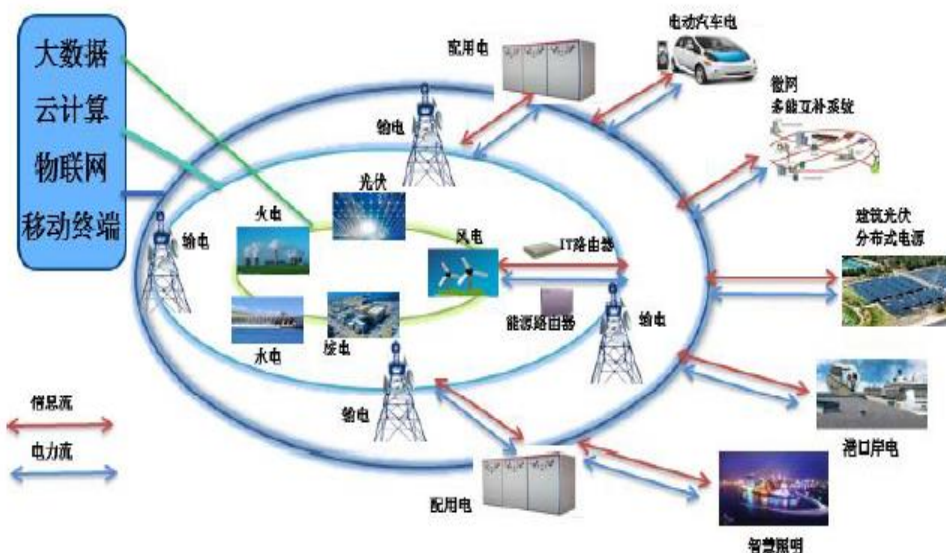 大数据
云计算
物联网
移动终端
配用电
电动汽车电
微网
多能互补系统
输电
光伏
火电
风电
IT路由器
建筑光伏
分布式电源
输电
能源路由器
输电
水电
核电
输电
信息流
电力流
港口岸电
配用电
智慧照明